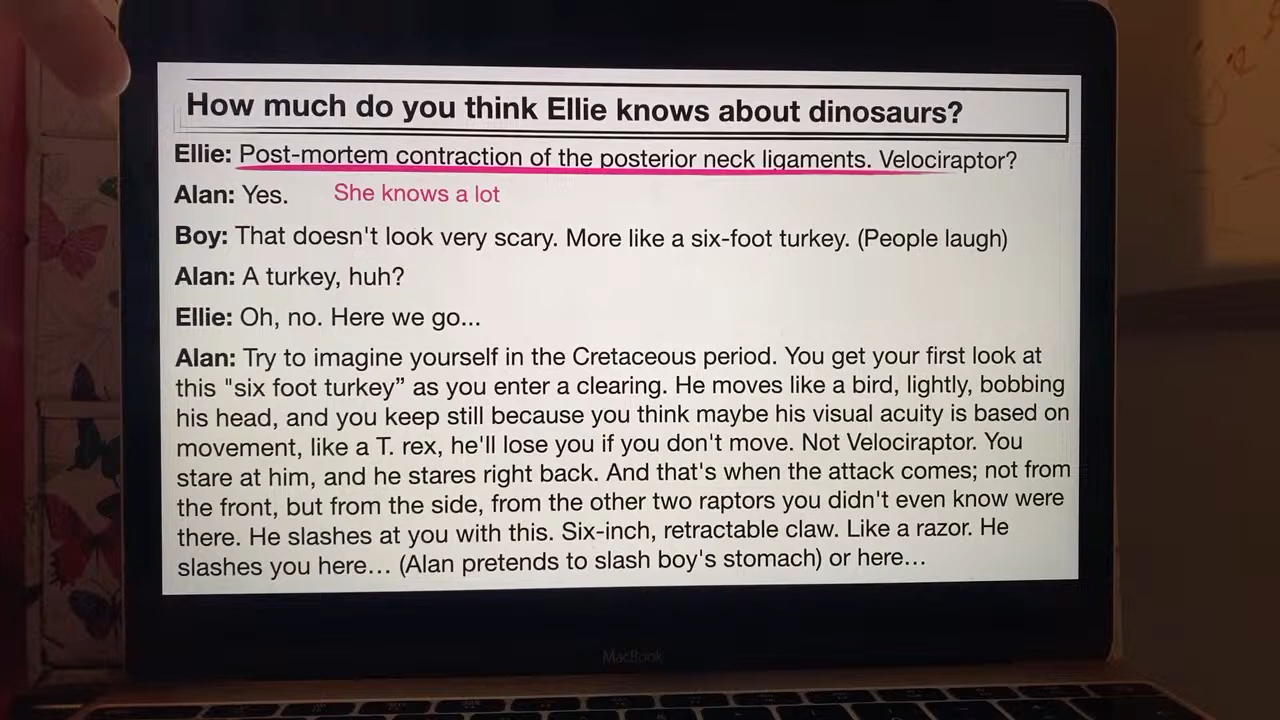 How much do you think Ellie knows about dinosaurs?
Ellie: Post-mortem contraction of the posterior neck ligaments. Velociraptor?
Alan: Yes. She knows a lot
Boy: That doesn't look very scary. More like a six-foot turkey. (People laugh)
Alan: A turkey, huh?
Ellie: Oh, no. Here we go...
Alan: Try to imagine yourself in the Cretaceous period. You get your first look at
this "six foot turkey” as you enter a clearing. He moves like a bird, lightly, bobbing
his head, and you keep still because you think maybe his visual acuity is based on
movement, like a T. rex, he'll lose you if you don't move. Not Velociraptor. You
stare at him, and he stares right back. And that's when the attack comes; not from
the front, but from the side, from the other two raptors you didn't even know were
there. He slashes at you with this. Six-inch, retractable claw. Like a razor. He
slashes you here... (Alan pretends to slash boy's stomach) or here...
MacBook